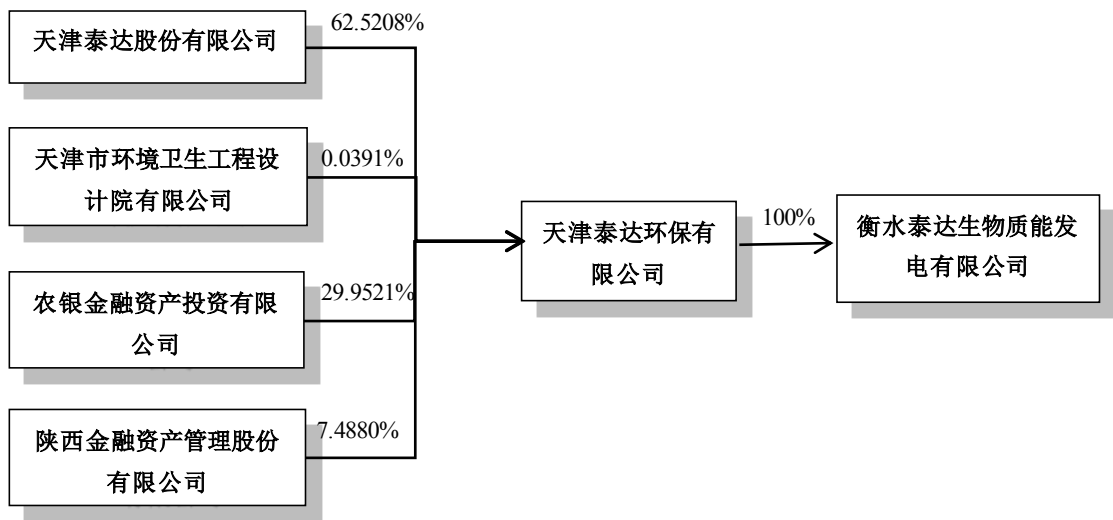 天津泰达股份有限公司
62.5208%
天津市环境卫生工程设
计院有限公司
0.0391%
农银金融资产投资有限
公司
29.9521%
陕西金融资产管理股份
有限公司
7.4880%
天津泰达环保有
限公司
100%
衡水泰达生物质能发
电有限公司